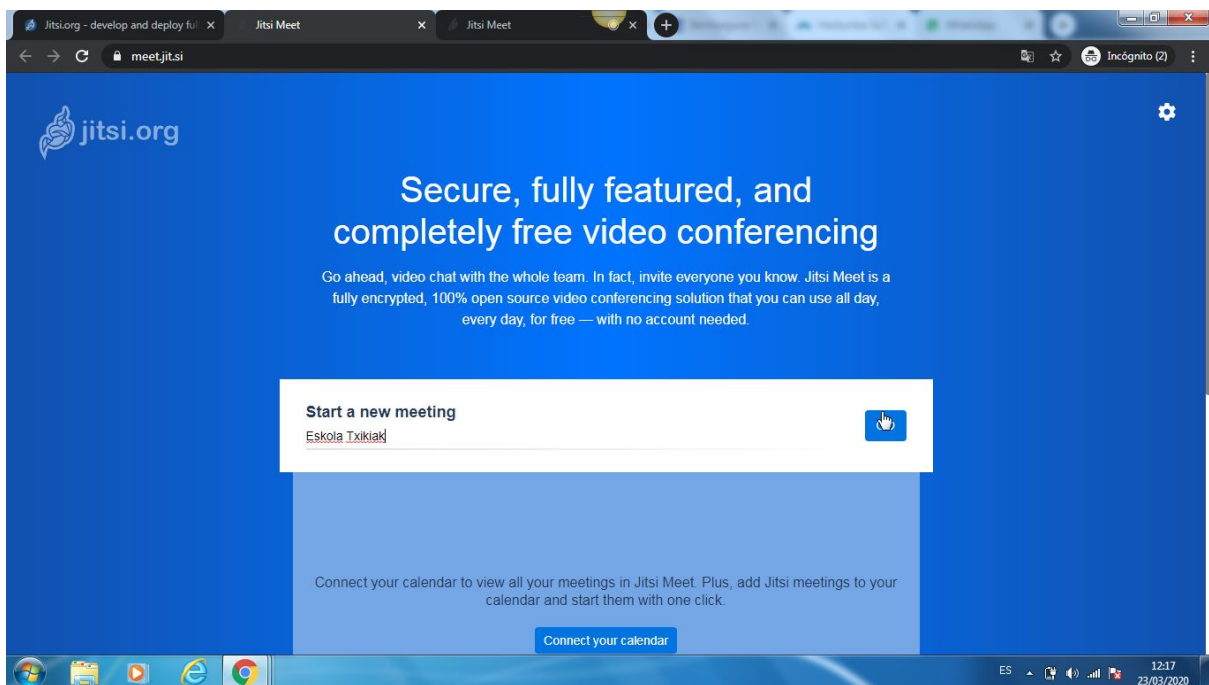 Jitsi.org - develop and deploy ful
Jitsi Meet
Jitsi Meet
meet.jit.si
Incógnito (2)
jitsi.org
Secure, fully featured, and
completely free video conferencing
Go ahead, video chat with the whole team. In fact, invite everyone you know. Jitsi Meet is a
fully encrypted, 100% open source video conferencing solution that you can use all day,
every day, for free — with no account needed.
Start a new meeting
Eskola Txikiak
Connect your calendar to view all your meetings in Jitsi Meet. Plus, add Jitsi meetings to your
calendar and start them with one click.
Connect your calendar
ES
12:17
23/03/2020